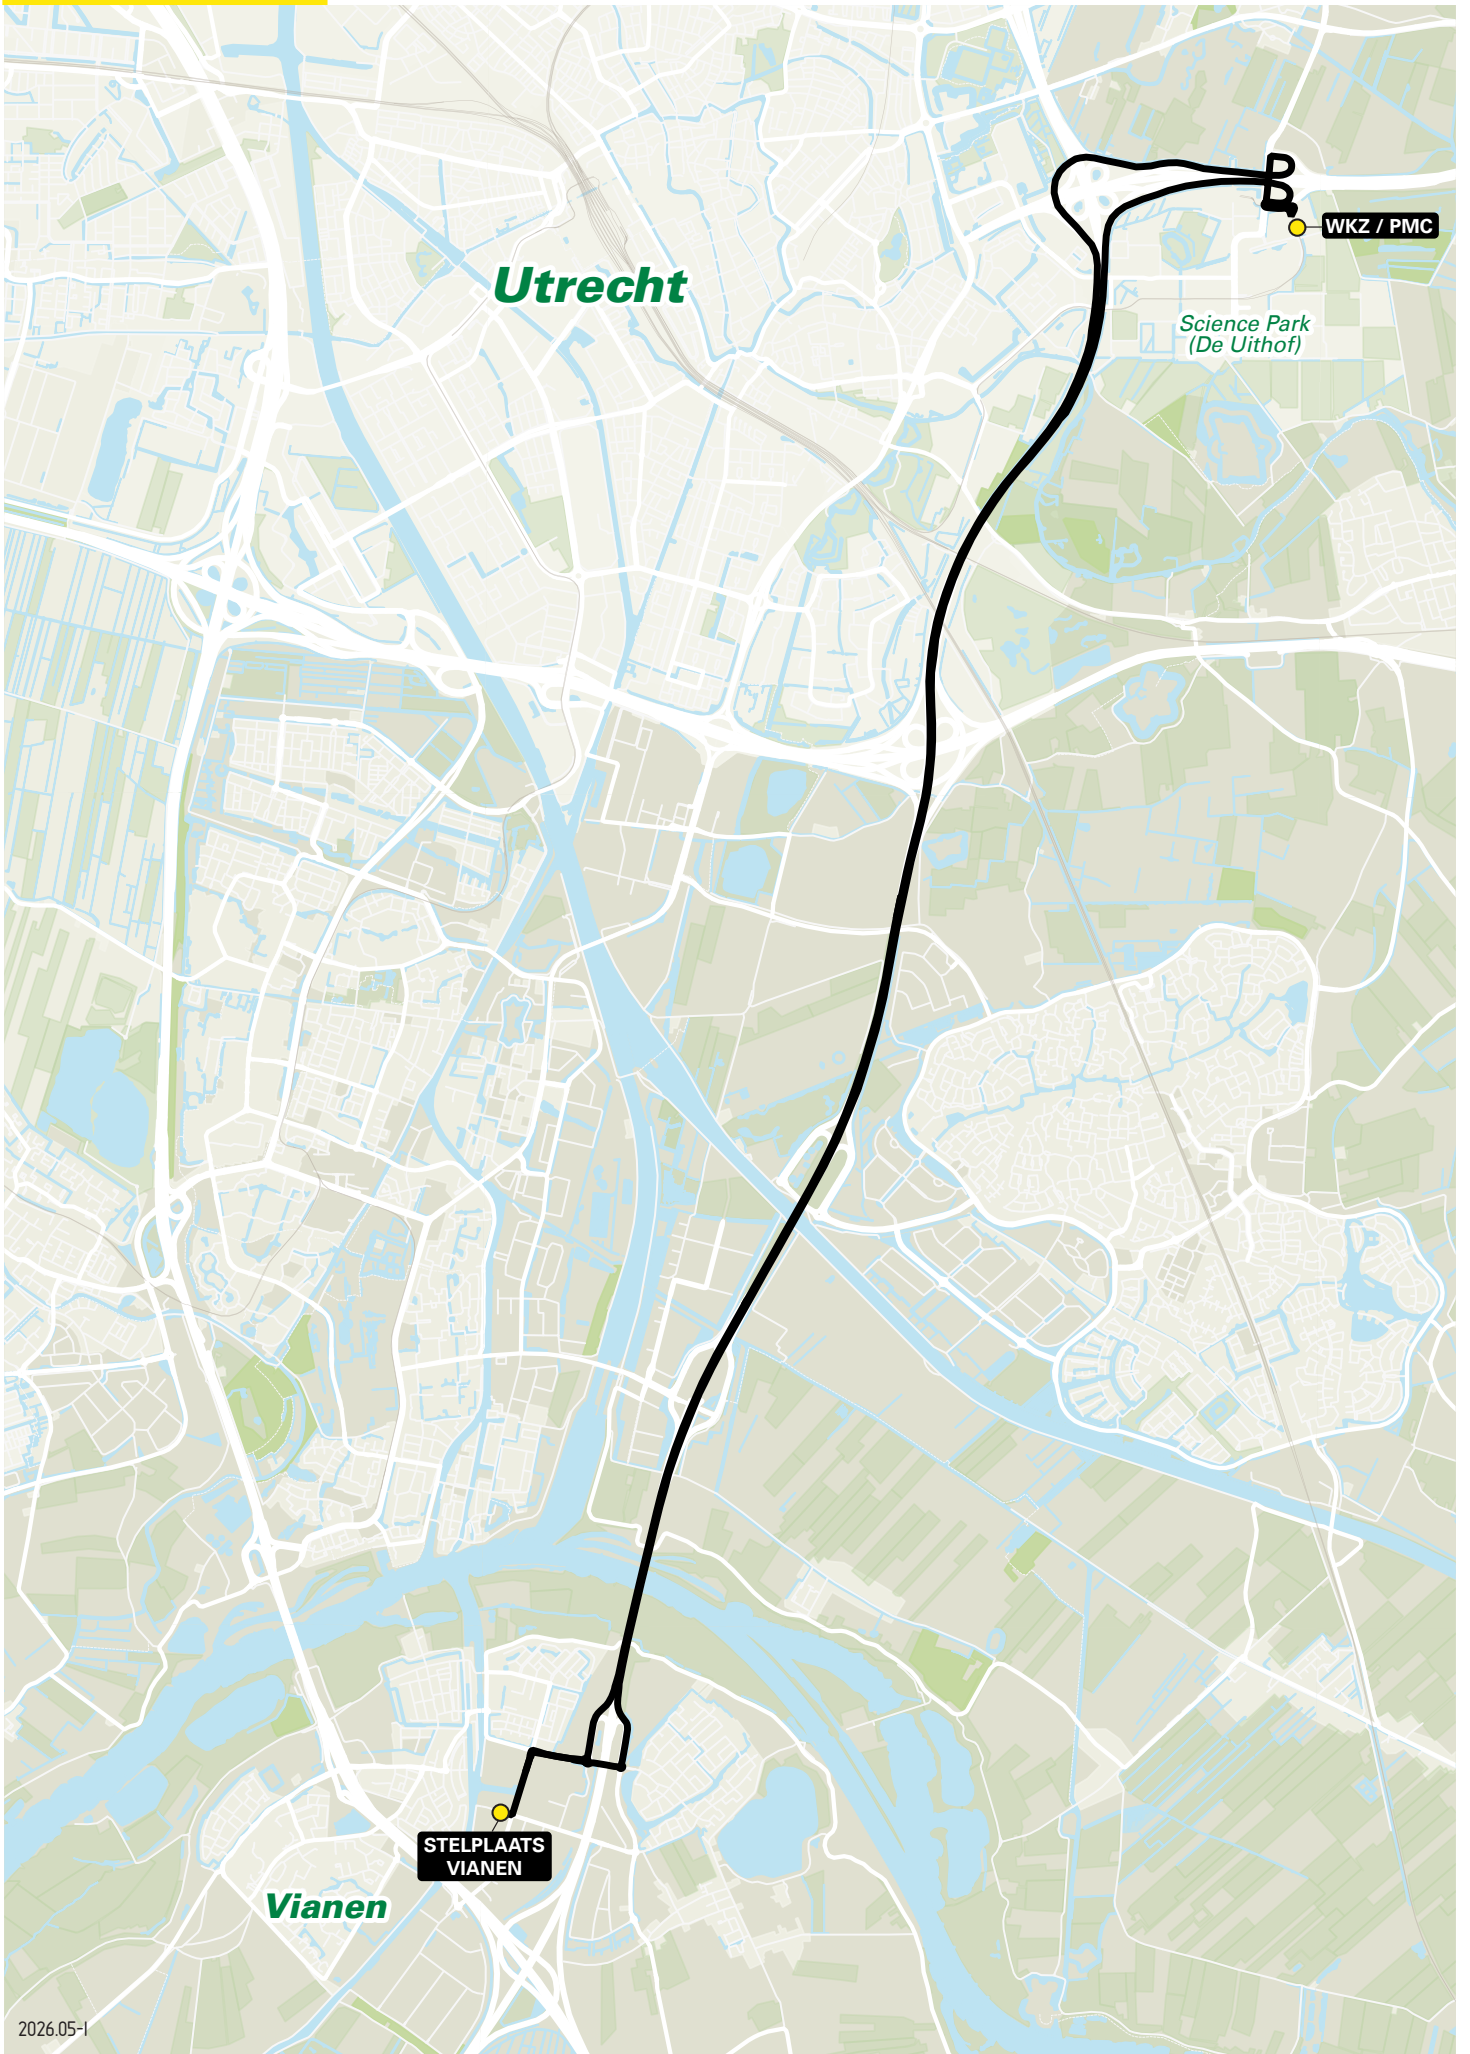 WKZ / PMC
Utrecht
Science Park
(De Uithof)
STELPLAATS
VIANEN
Vianen
2026.05-I